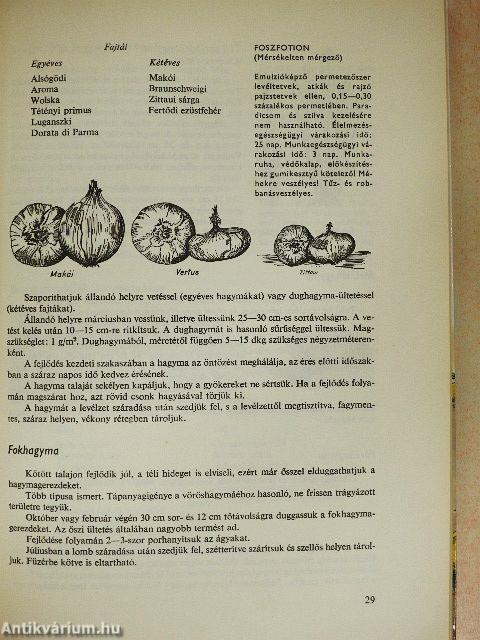 Fajtái
Egyéves
Alsógödi
Aroma
Wolska
Tétényi primus
Luganszki
Dorata di Parma
Kétéves
Makói
Braunschweigi
Zittaui sárga
Fertődi ezüstfehér
FOSZFOTION
(Mérsékelten mérgező)
Emulzióképző permetezőszer
levéltetvek, atkák és rajzó
pajzstetvek ellen, 0,15—0,30
százalékos permetlében. Para-
dicsom és szilva kezelésére
nem használható. Élelmezés-
egészségügyi várakozási idő:
25 nap. Munkaegészségügyi vá-
rakozási idő: 3 nap. Munka-
ruha, védőkalap, előkészítés-
hez gumikesztyű kötelező! Mé-
hekre veszélyes! Tűz- és rob-
banásveszélyes.
Makói
Vertus
Zittaui
Szaporíthatjuk állandó helyre vetéssel (egyéves hagymákat) vagy dughagyma-ültetéssel
(kétéves fajtákat).
Állandó helyre márciusban vessünk, illetve ültessünk 25—30 cm-es sortávolságra. A ve-
tést kelés után 10—15 cm-re ritkítsuk. A dughagymát is hasonló sűrűséggel ültessük. Mag-
szükséglet: 1 g/m². Dughagymából, méretétől függően 5—15 dkg szükséges négyzetméteren-
ként.
A fejlődés kezdeti szakaszában a hagyma az öntözést meghálálja, az érés előtti időszak-
ban a száraz napos idő kedvez érésének.
A hagyma talaját sekélyen kapáljuk, hogy a gyökereket ne sértsük. Ha a fejlődés folya-
mán magszárat hoz, azt rövid csonk hagyásával törjük ki.
A hagymát a levélzet száradása után szedjük fel, s a levélzettől megtisztítva, fagymen-
tes, száraz helyen, vékony rétegben tároljuk.
Fokhagyma
Kötött talajon fejlődik jól, a téli hideget is elviseli, ezért már ősszel elduggathatjuk a
hagymagerezdeket.
Több típusa ismert. Tápanyagigénye a vöröshagymáéhoz hasonló, ne frissen trágyázott
területre tegyük.
Október vagy február végén 30 cm sor- és 12 cm tőtávolságra duggassuk a fokhagyma-
gerezdeket. Az őszi ültetés általában nagyobb termést ad.
Fejlődése folyamán 2—3-szor porhanyítsuk az ágyakat.
Júliusban a lomb száradása után szedjük fel, szétterítve szárítsuk és szellős helyen tárol-
juk. Füzérbe kötve is eltartható.
29
Antikvárium.hu